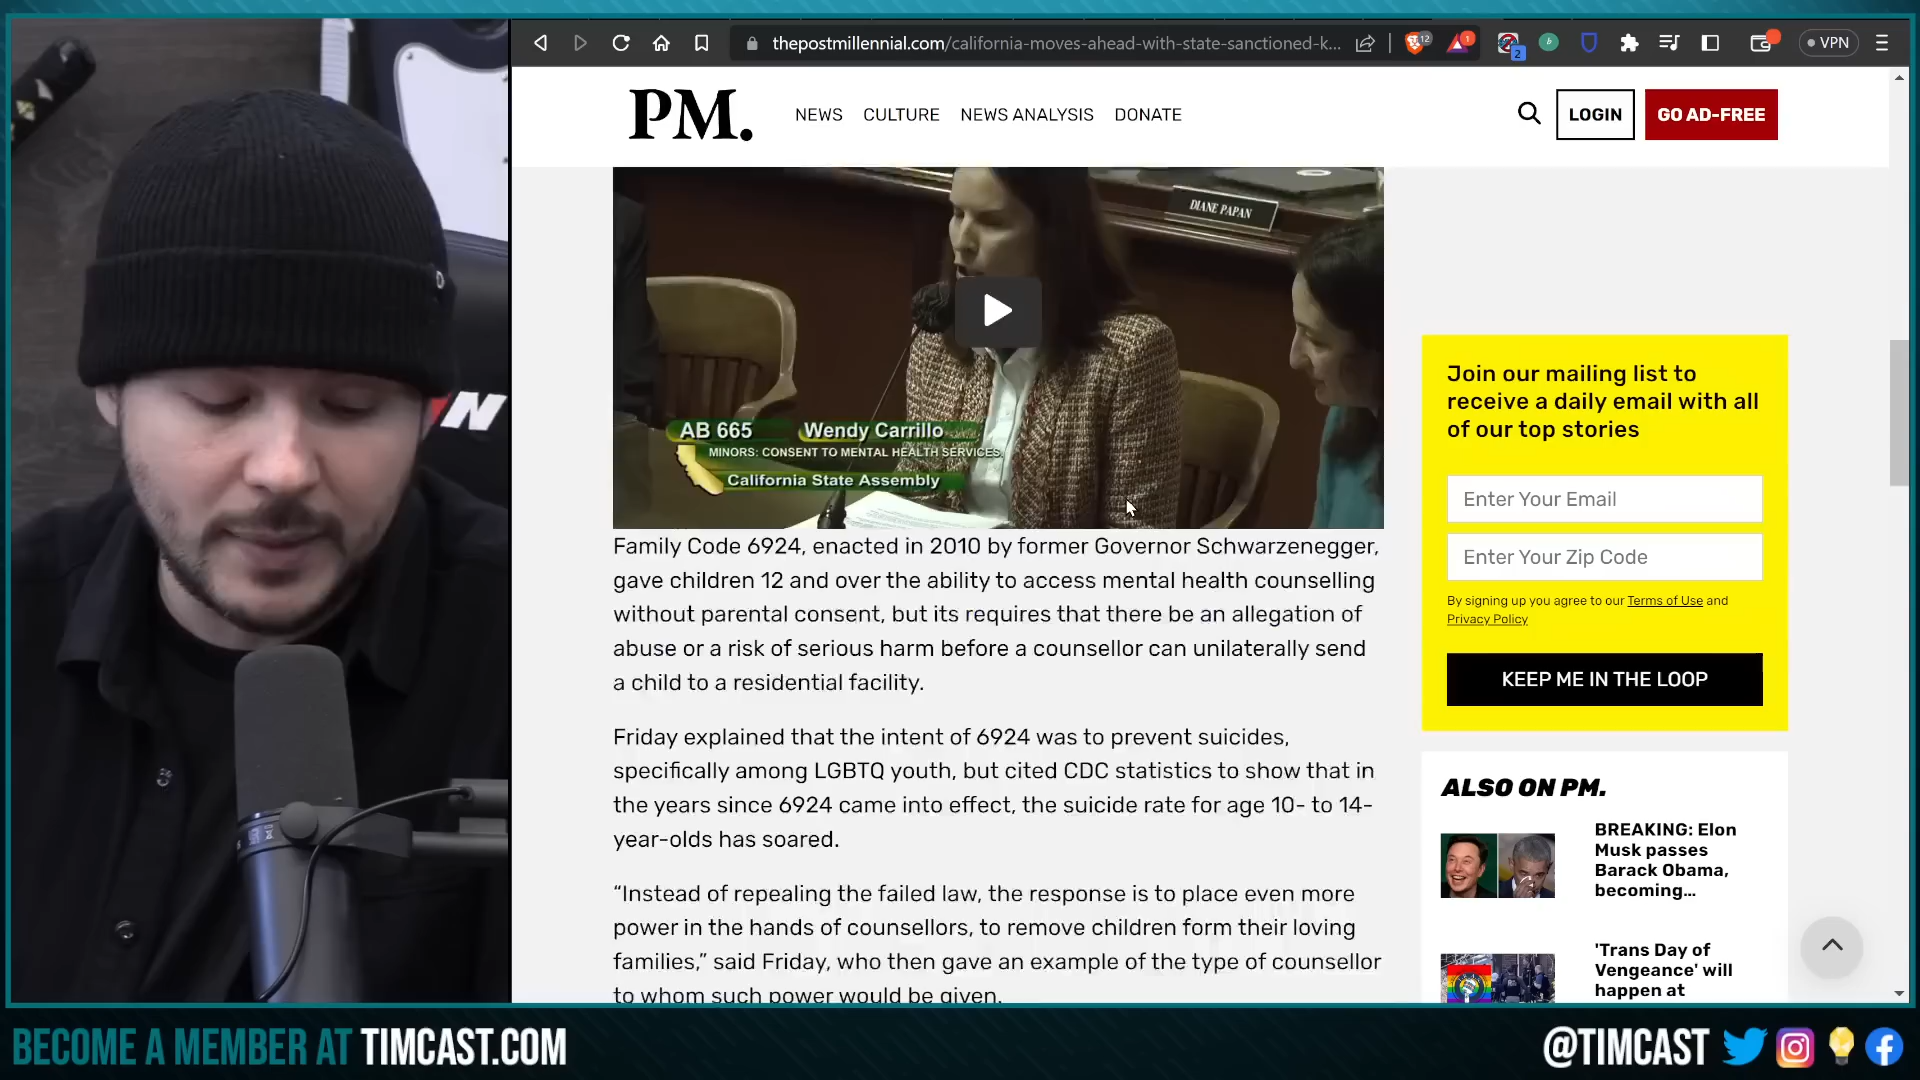 thepostmillennial.com/california-moves-ahead-with-state-sanctioned-k...
12
1
2
VPN
PM.
NEWS
CULTURE
NEWS ANALYSIS
DONATE
LOGIN
GO AD-FREE
DIANE PAPAN
AB 665 Wendy Carrillo
MINORS: CONSENT TO MENTAL HEALTH SERVICES.
California State Assembly
Family Code 6924, enacted in 2010 by former Governor Schwarzenegger,
gave children 12 and over the ability to access mental health counselling
without parental consent, but its requires that there be an allegation of
abuse or a risk of serious harm before a counsellor can unilaterally send
a child to a residential facility.
Friday explained that the intent of 6924 was to prevent suicides,
specifically among LGBTQ youth, but cited CDC statistics to show that in
the years since 6924 came into effect, the suicide rate for age 10- to 14-
year-olds has soared.
“Instead of repealing the failed law, the response is to place even more
power in the hands of counsellors, to remove children form their loving
families,” said Friday, who then gave an example of the type of counsellor
to whom such power would be given.
Join our mailing list to
receive a daily email with all
of our top stories
Enter Your Email
Enter Your Zip Code
By signing up you agree to our Terms of Use and
Privacy Policy
KEEP ME IN THE LOOP
ALSO ON PM.
BREAKING: Elon
Musk passes
Barack Obama,
becoming...
'Trans Day of
Vengeance' will
happen at
BECOME A MEMBER AT TIMCAST.COM
@TIMCAST